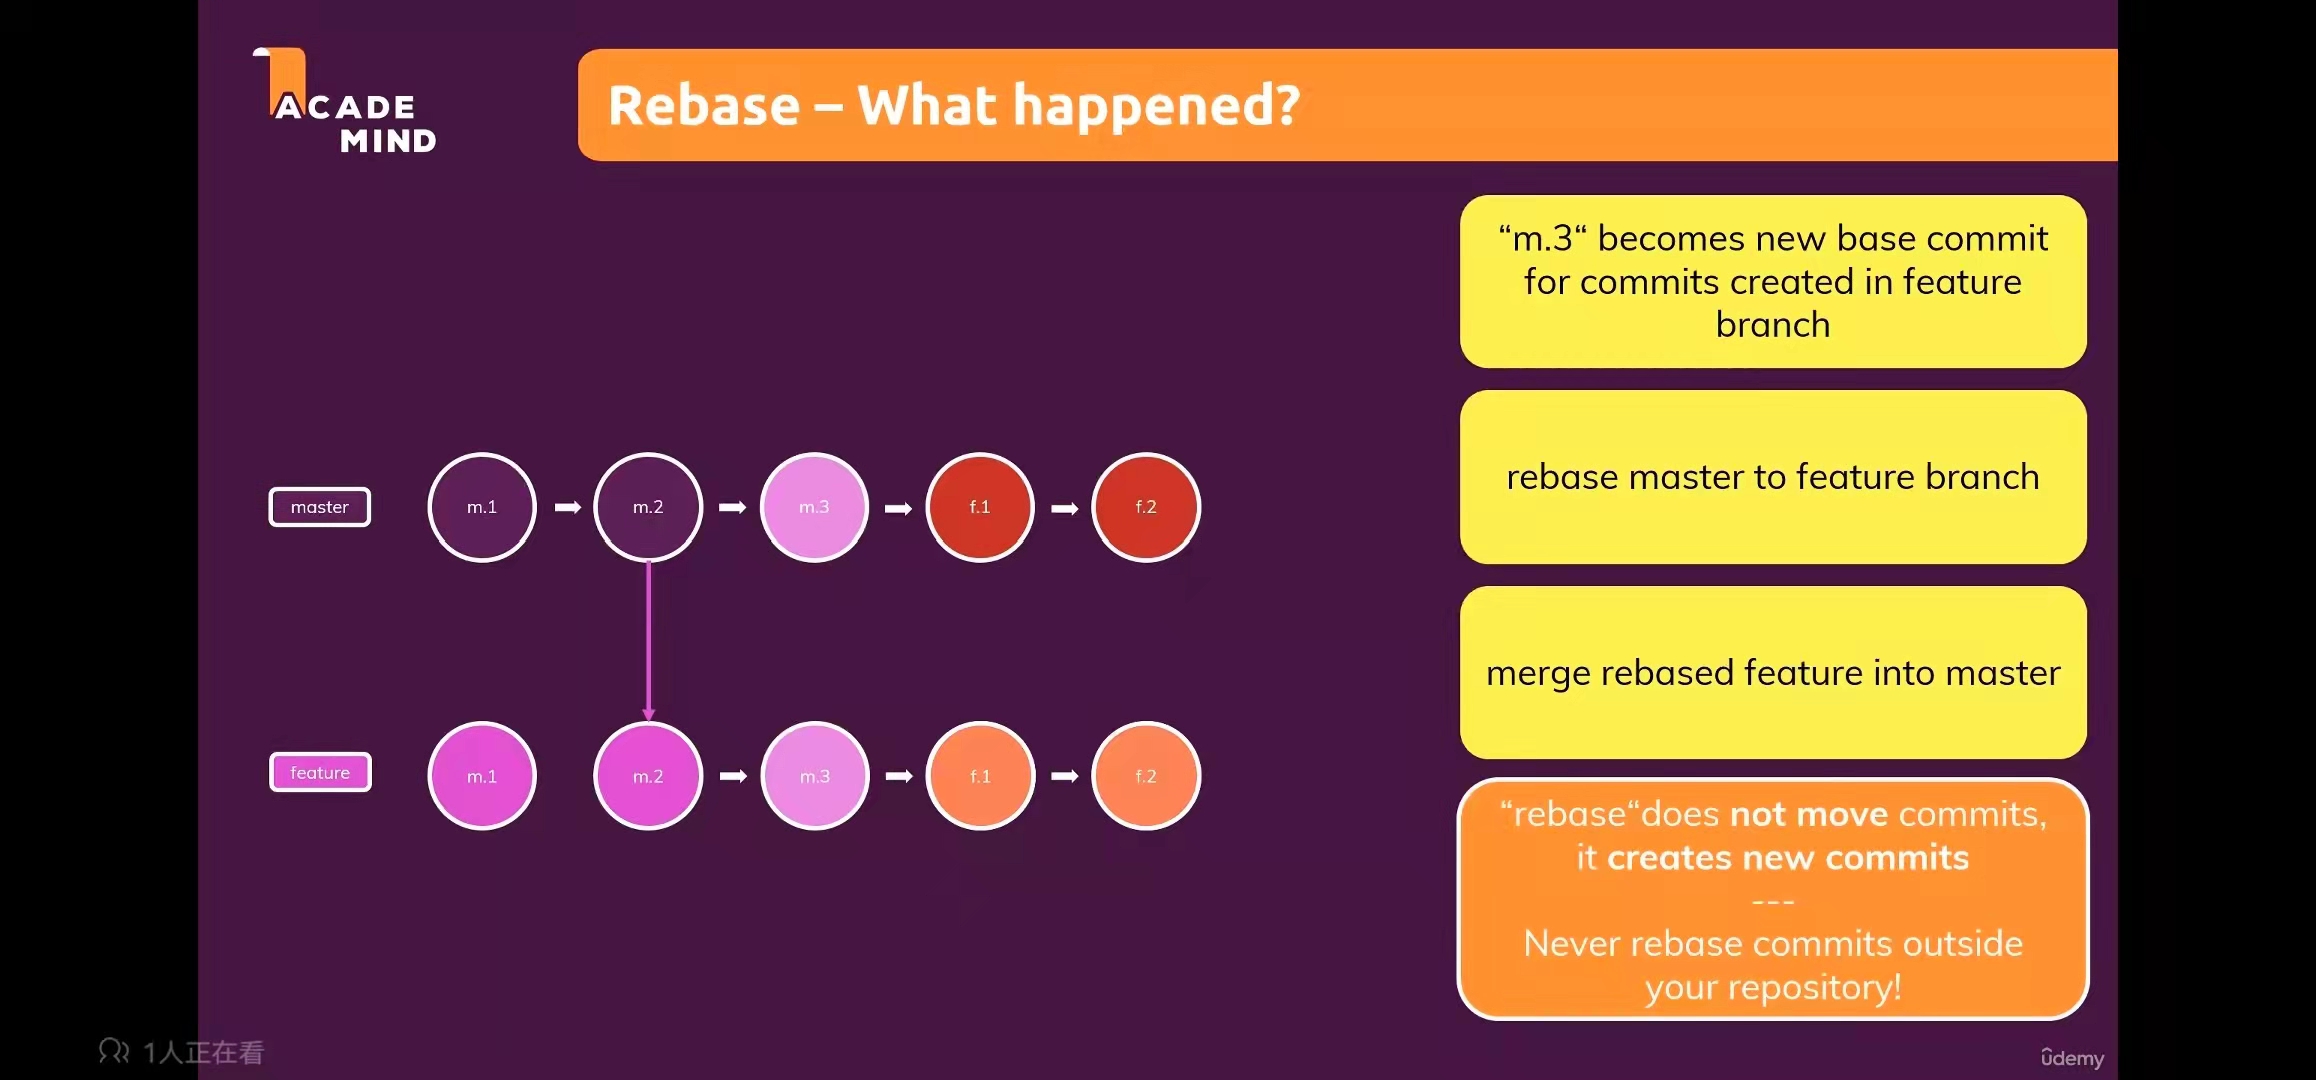 ACADE
MIND
Rebase – What happened?
“m.3“ becomes new base commit
for commits created in feature
branch
rebase master to feature branch
merge rebased feature into master
“rebase“does not move commits,
it creates new commits
---
Never rebase commits outside
your repository!
master
m.1
m.2
m.3
f.1
f.2
feature
m.1
m.2
m.3
f.1
f.2
1人正在看
ûdemy